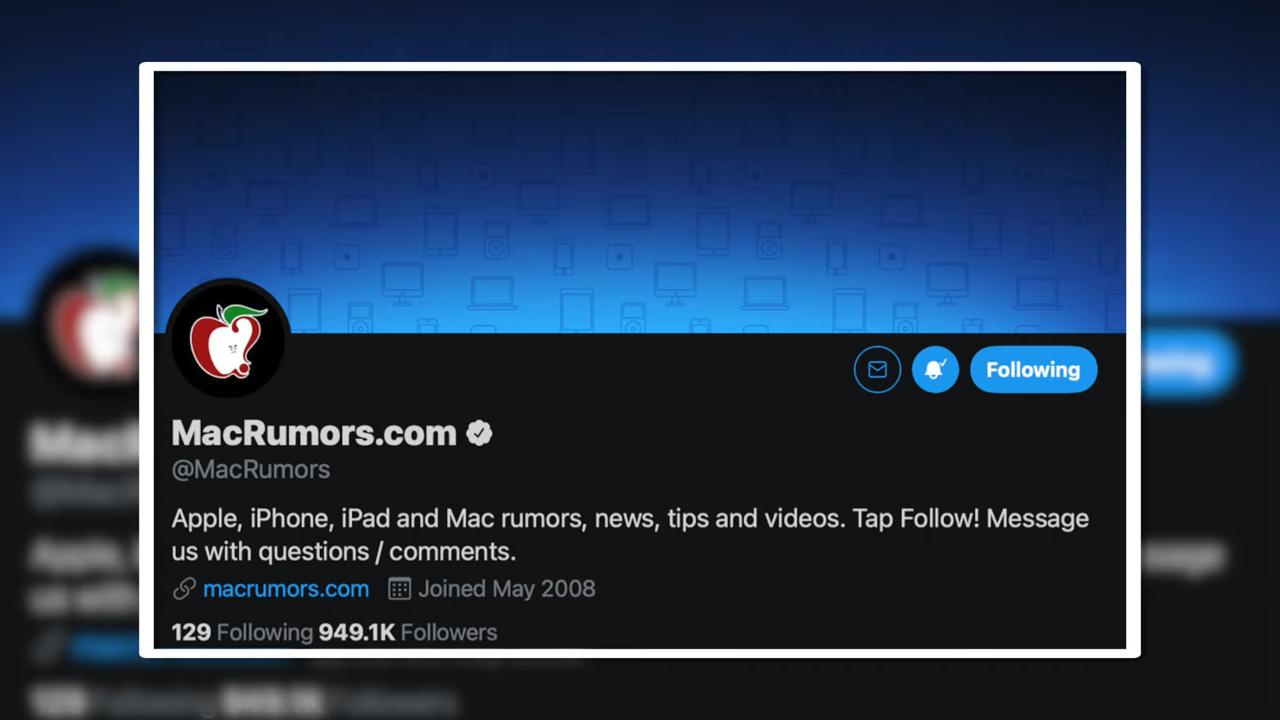 Following
MacRumors.com
@MacRumors
Apple, iPhone, iPad and Mac rumors, news, tips and videos. Tap Follow! Message
us with questions / comments.
macrumors.com Joined May 2008
129 Following 949.1K Followers